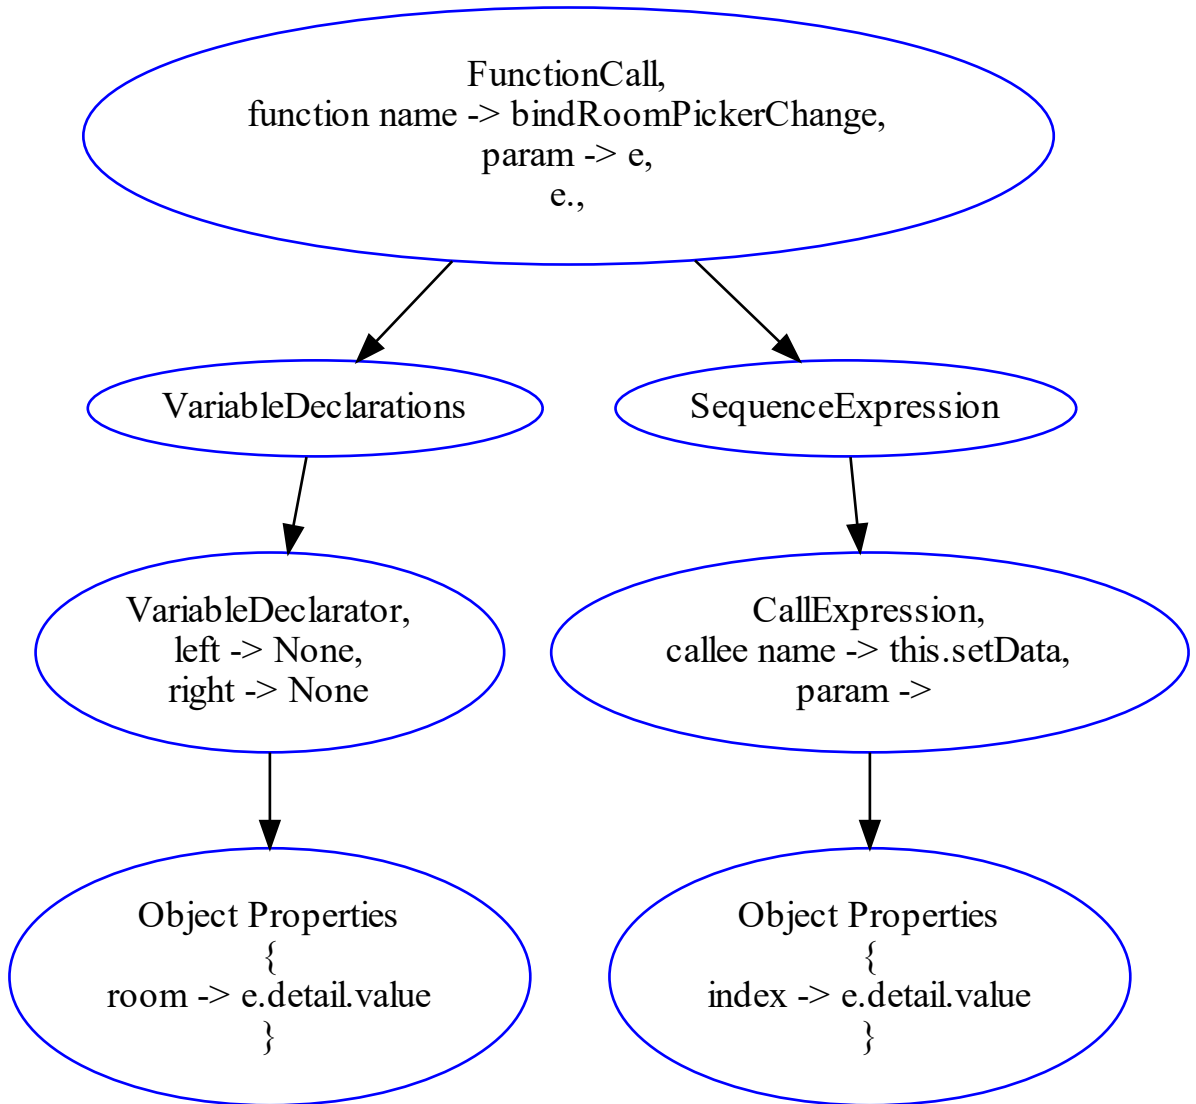 FunctionCall,
function name -> bindRoomPickerChange,
param -> e,
e.,
VariableDeclarations
SequenceExpression
VariableDeclarator,
left -> None,
right -> None
CallExpression,
callee name -> this.setData,
param ->
Object Properties
{
room -> e.detail.value
}
Object Properties
{
index -> e.detail.value
}